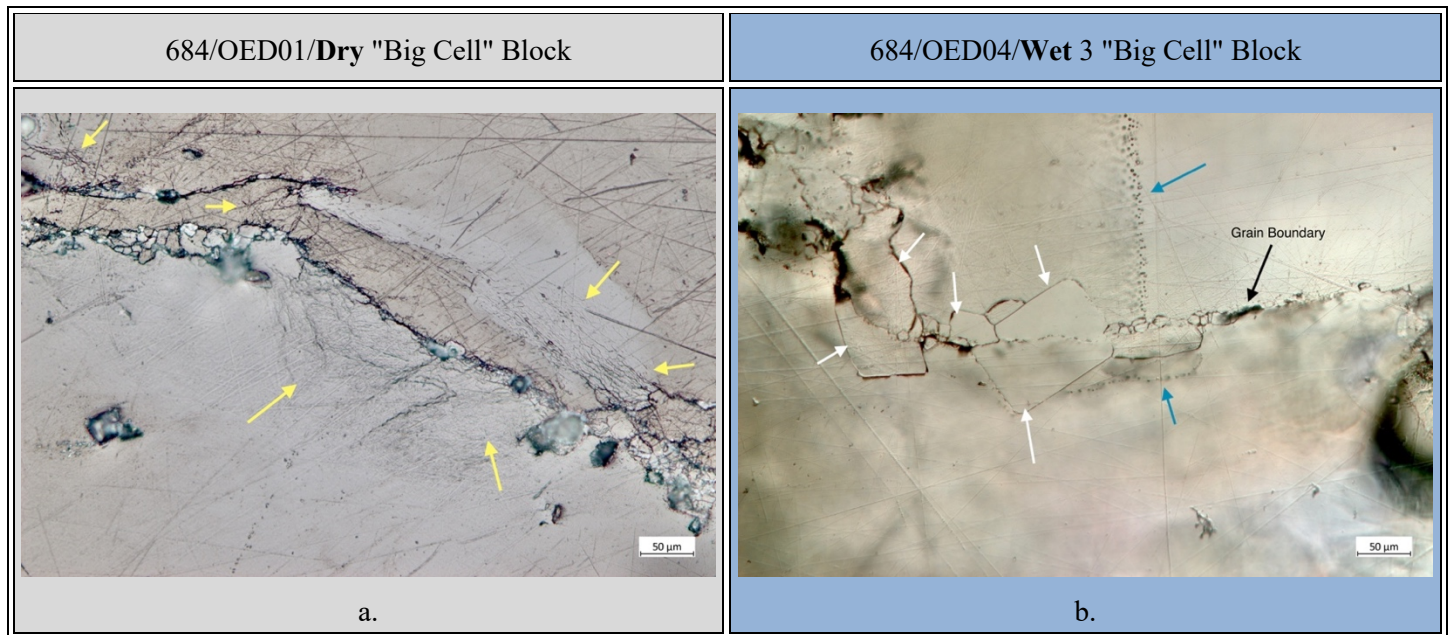 684/OED01/Dry "Big Cell" Block
684/OED04/Wet 3 "Big Cell" Block
50 µm
Grain Boundary
50 µm
a.
b.